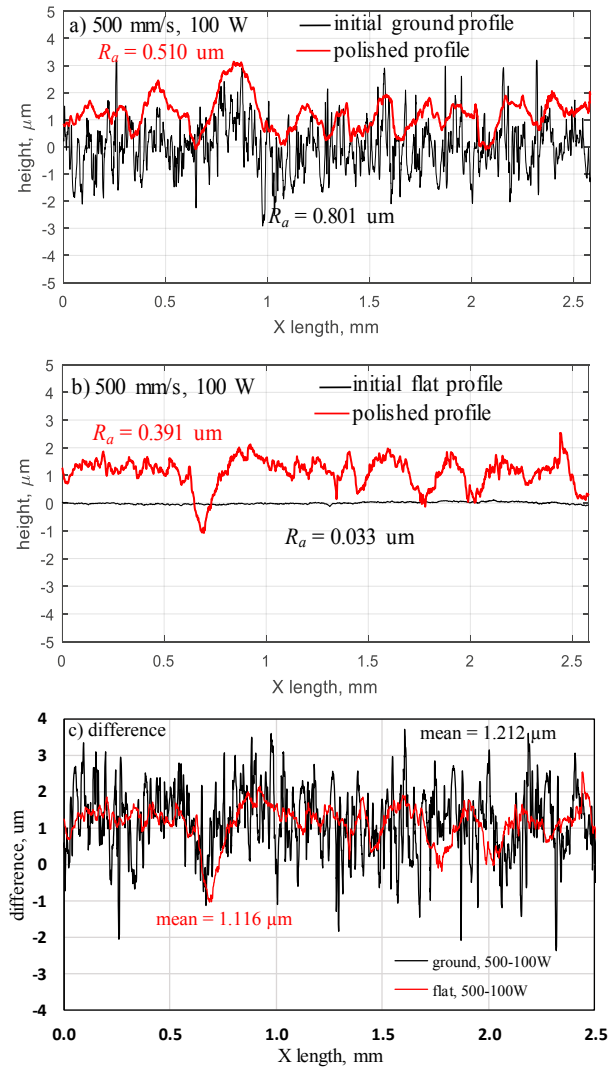 a) 500 mm/s, 100 W
initial ground profile
Rₐ = 0.510 um
polished profile
5
4
3
2
1
0
-1
-2
-3
-4
-5
height, μm
Rₐ = 0.801 um
0 0.5 1 1.5 2 2.5
X length, mm
b) 500 mm/s, 100 W
initial flat profile
Rₐ = 0.391 um
polished profile
5
4
3
2
1
0
-1
-2
-3
-4
-5
height, μm
Rₐ = 0.033 um
0 0.5 1 1.5 2 2.5
X length, mm
c) difference
mean = 1.212 μm
4
3
2
1
0
-1
2
-3
-4
difference, um
mean = 1.116 μm
ground, 500-100W
flat, 500-100W
0.0 0.5 1.0 1.5 2.0 2.5
X length, mm